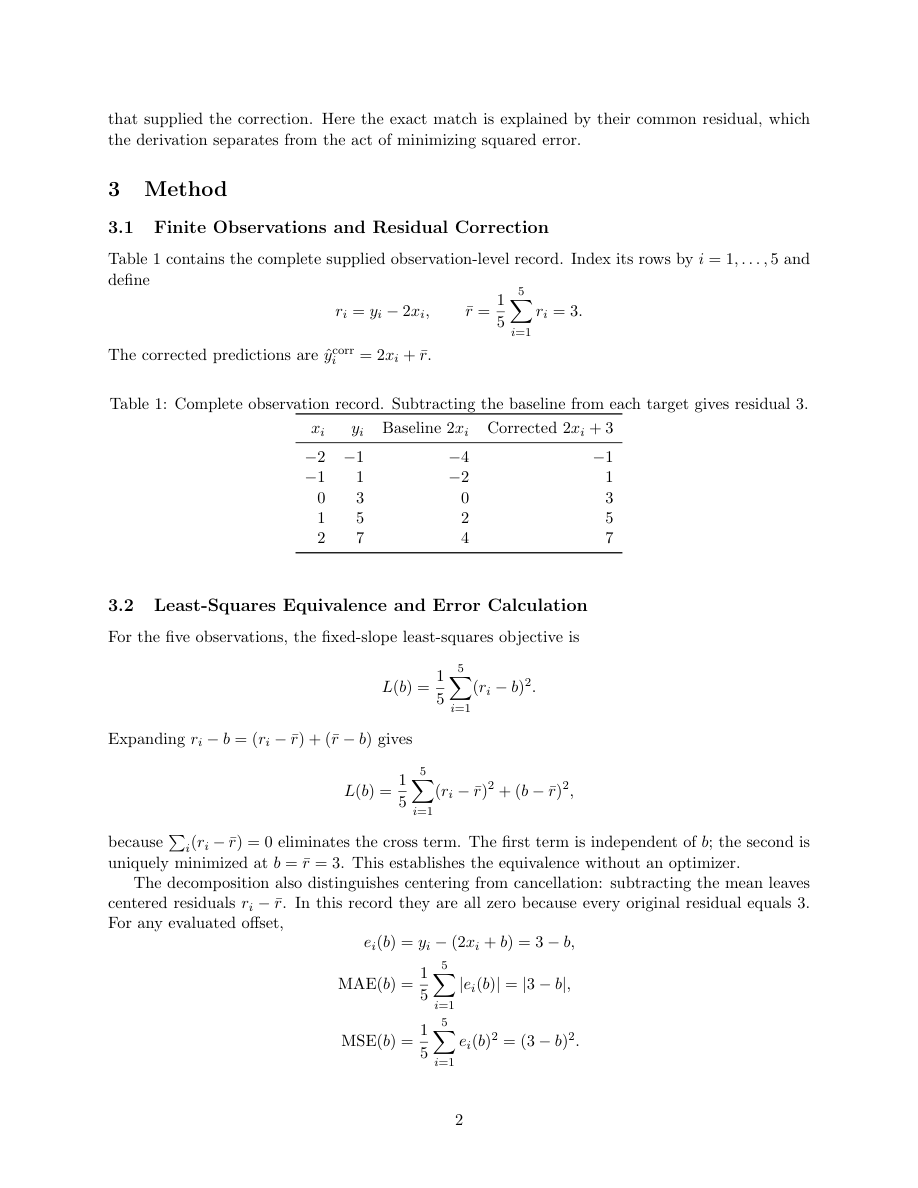 that supplied the correction. Here the exact match is explained by their common residual, which
the derivation separates from the act of minimizing squared error.
3 Method
3.1 Finite Observations and Residual Correction
Table 1 contains the complete supplied observation-level record. Index its rows by i = 1, . . . , 5 and
define
r_i = y_i − 2x_i, r̄ = \frac{1}{5} \sum_{i=1}^{5} r_i = 3.
The corrected predictions are ŷ_i^{corr} = 2x_i + r̄.
Table 1: Complete observation record. Subtracting the baseline from each target gives residual 3.
x_i y_i Baseline 2x_i Corrected 2x_i + 3
−2 −1 −4 −1
−1 1 −2 1
0 3 0 3
1 5 2 5
2 7 4 7
3.2 Least-Squares Equivalence and Error Calculation
For the five observations, the fixed-slope least-squares objective is
L(b) = \frac{1}{5} \sum_{i=1}^{5} (r_i − b)^2.
Expanding r_i − b = (r_i − r̄) + (r̄ − b) gives
L(b) = \frac{1}{5} \sum_{i=1}^{5} (r_i − r̄)^2 + (b − r̄)^2,
because ∑_i(r_i − r̄) = 0 eliminates the cross term. The first term is independent of b; the second is
uniquely minimized at b = r̄ = 3. This establishes the equivalence without an optimizer.
The decomposition also distinguishes centering from cancellation: subtracting the mean leaves
centered residuals r_i − r̄. In this record they are all zero because every original residual equals 3.
For any evaluated offset,
e_i(b) = y_i − (2x_i + b) = 3 − b,
MAE(b) = \frac{1}{5} \sum_{i=1}^{5} |e_i(b)| = |3 − b|,
MSE(b) = \frac{1}{5} \sum_{i=1}^{5} e_i(b)^2 = (3 − b)^2.
2